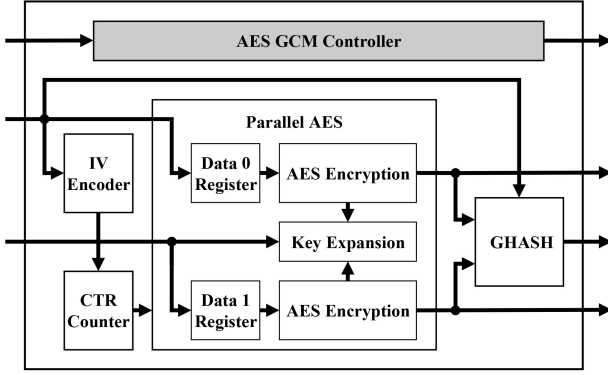 AES GCM Controller
Parallel AES
IV
Encoder
Data 0
Register
AES Encryption
Key Expansion
GHASH
CTR
Counter
Data 1
Register
AES Encryption